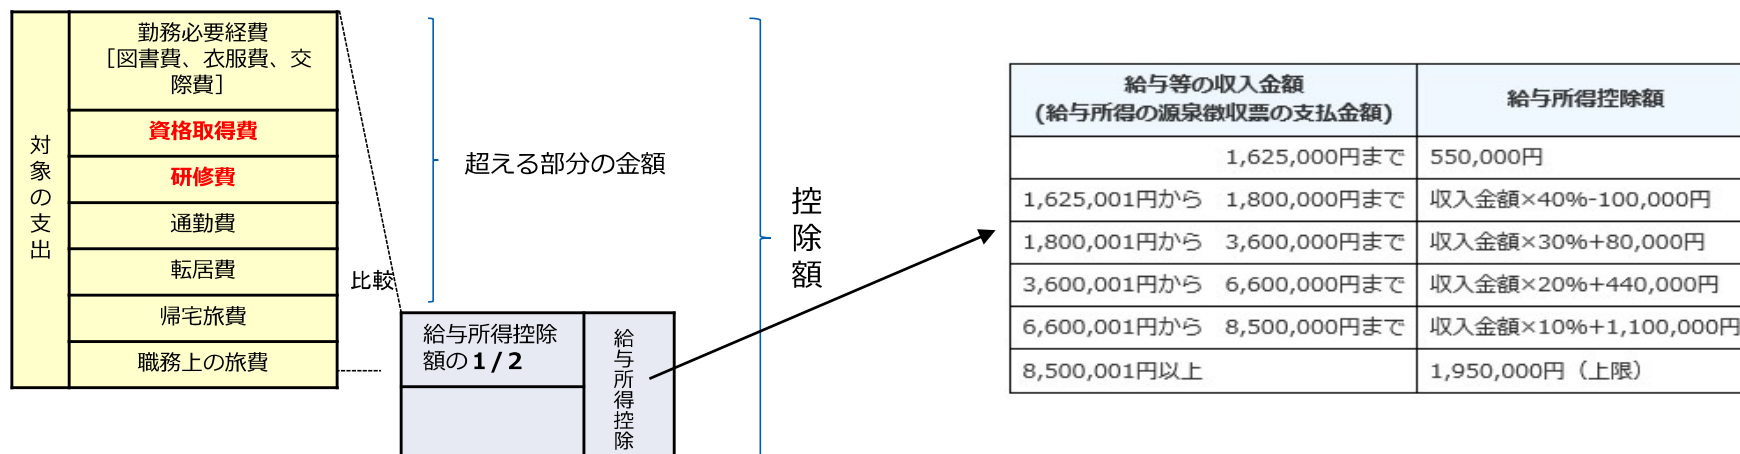 対象の支出
勤務必要経費
［図書費、衣服費、交
際費］
資格取得費
研修費
通勤費
転居費
帰宅旅費
職務上の旅費
比較
超える部分の金額
控除額
給与所得控除
額の１/２
給与所得控除
給与等の収入金額
(給与所得の源泉徴収票の支払金額)
給与所得控除額
1,625,000円まで
550,000円
1,625,001円から 1,800,000円まで
収入金額×40%-100,000円
1,800,001円から 3,600,000円まで
収入金額×30%+80,000円
3,600,001円から 6,600,000円まで
収入金額×20%+440,000円
6,600,001円から 8,500,000円まで
収入金額×10%+1,100,000円
8,500,001円以上
1,950,000円（上限）